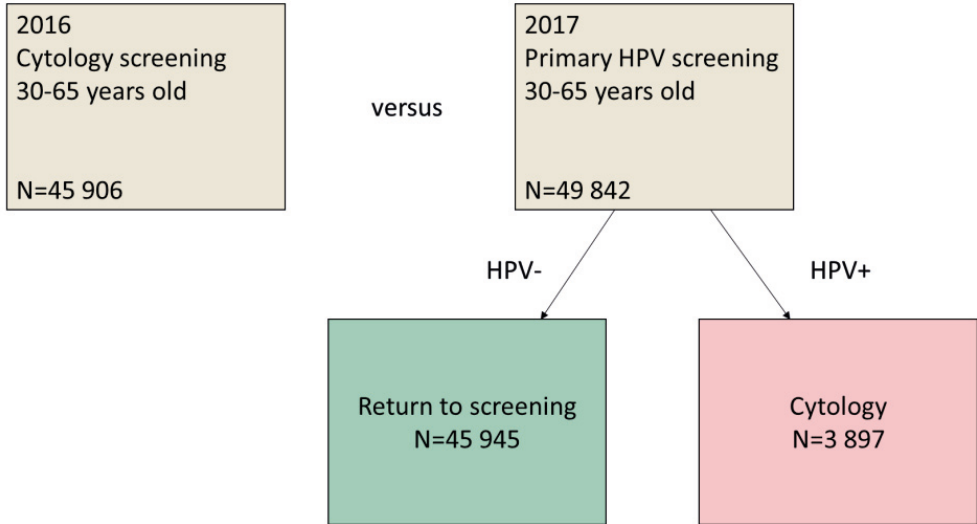 2016
Cytology screening
30-65 years old
N=45 906
versus
2017
Primary HPV screening
30-65 years old
N=49 842
HPV-
HPV+
Return to screening
N=45 945
Cytology
N=3 897